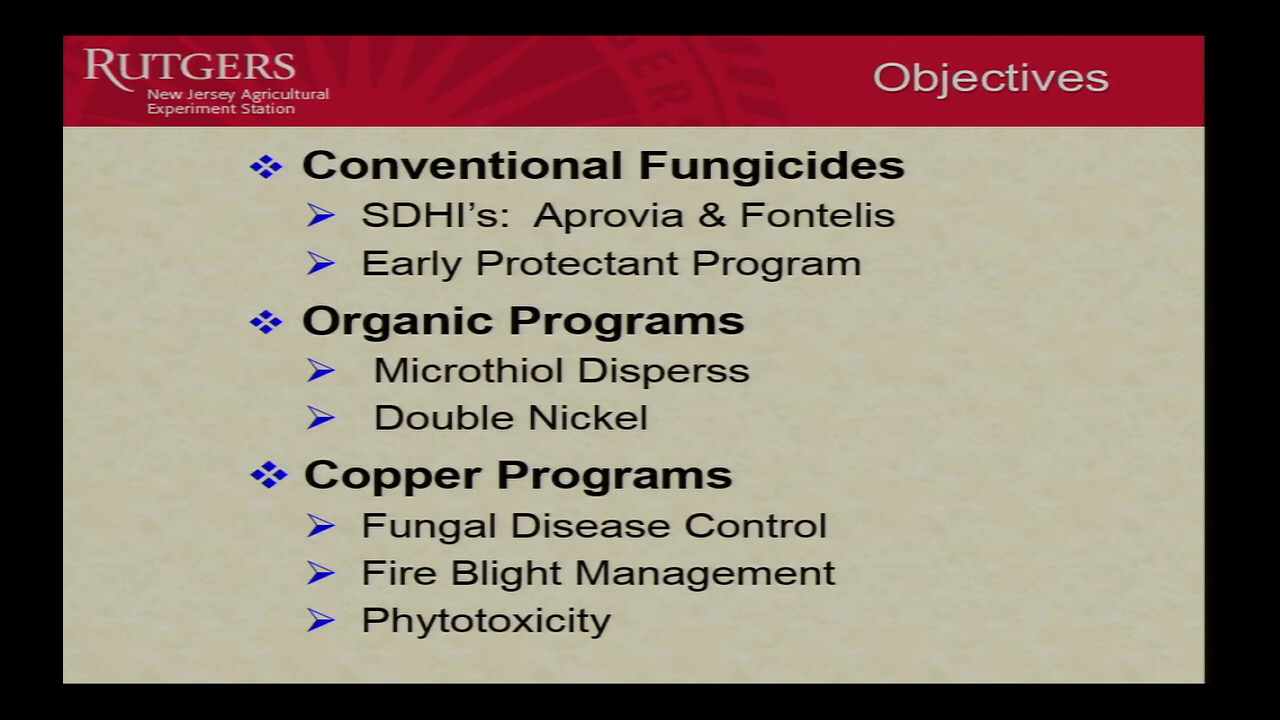 RUTGERS
New Jersey Agricultural
Experiment Station
Objectives
Conventional Fungicides
SDHI's: Aprovia & Fontelis
Early Protectant Program
Organic Programs
Microthiol Disperss
Double Nickel
Copper Programs
Fungal Disease Control
Fire Blight Management
Phytotoxicity